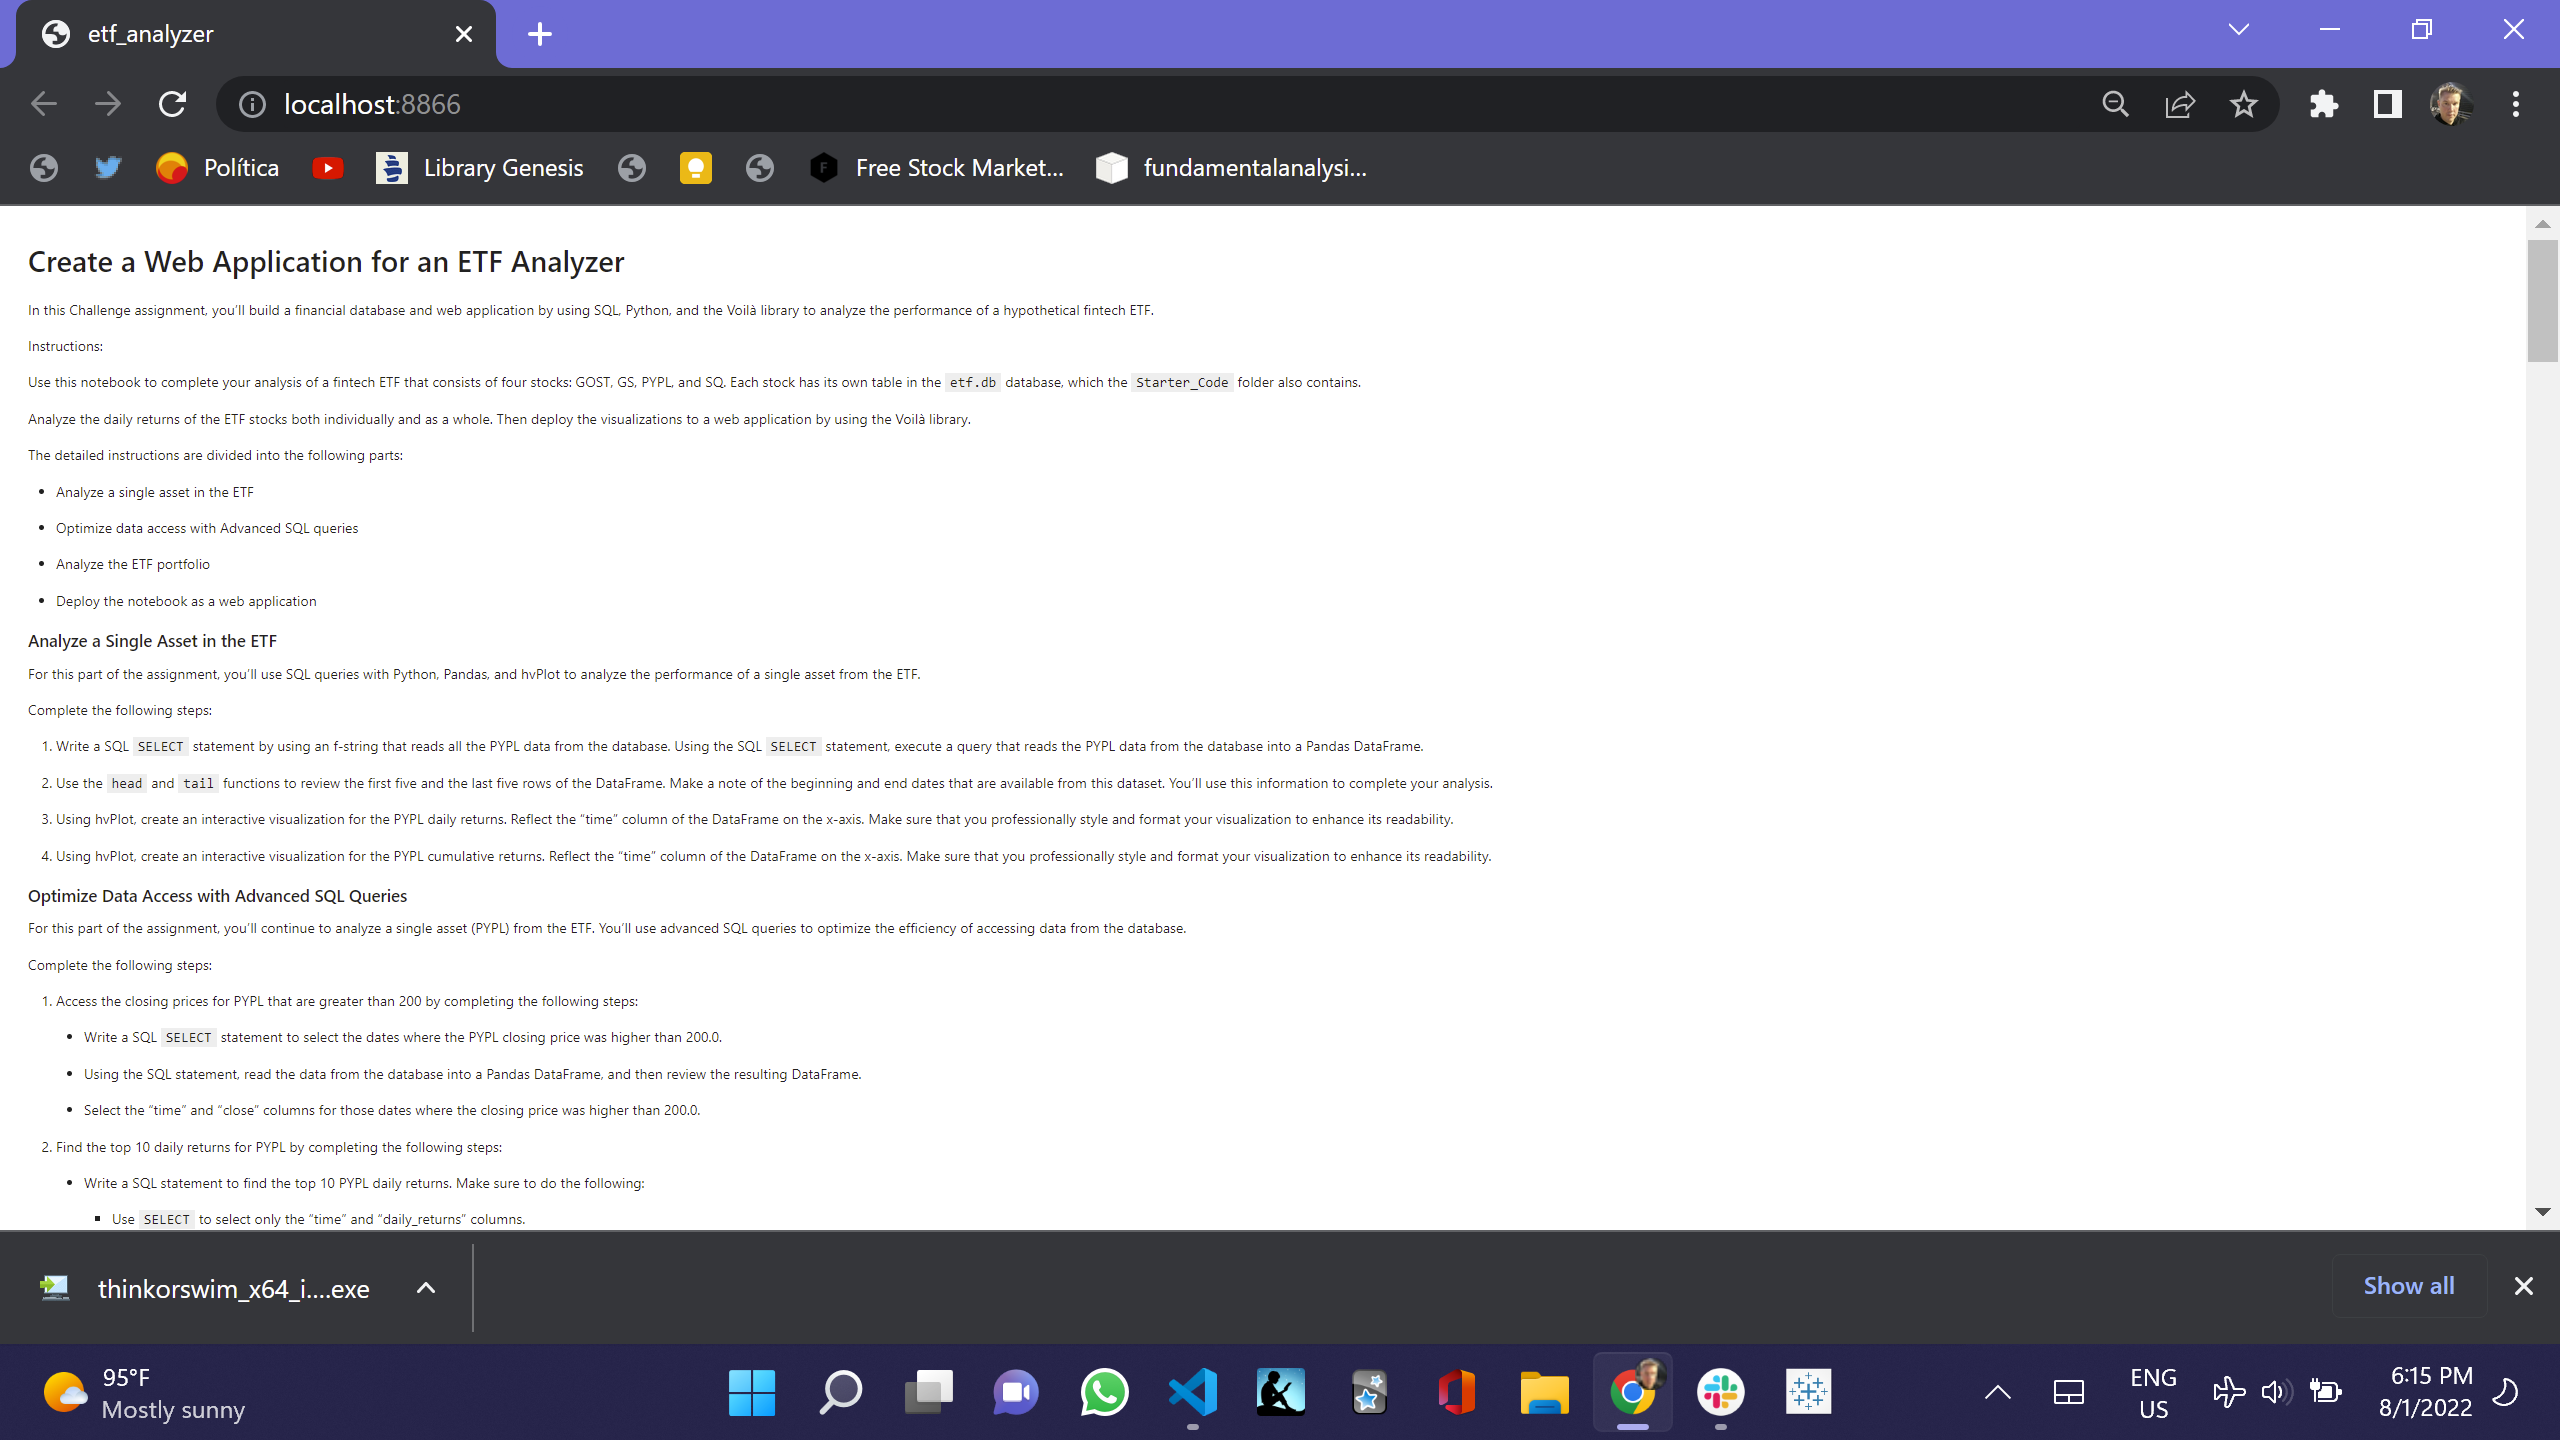 etf_analyzer
localhost:8866
Política
Library Genesis
Free Stock Market...
fundamentalanalysi...
Create a Web Application for an ETF Analyzer
In this Challenge assignment, you’ll build a financial database and web application by using SQL, Python, and the Voilà library to analyze the performance of a hypothetical fintech ETF.
Instructions:
Use this notebook to complete your analysis of a fintech ETF that consists of four stocks: GOST, GS, PYPL, and SQ. Each stock has its own table in the etf.db database, which the Starter_Code folder also contains.
Analyze the daily returns of the ETF stocks both individually and as a whole. Then deploy the visualizations to a web application by using the Voilà library.
The detailed instructions are divided into the following parts:
• Analyze a single asset in the ETF
• Optimize data access with Advanced SQL queries
• Analyze the ETF portfolio
• Deploy the notebook as a web application
Analyze a Single Asset in the ETF
For this part of the assignment, you’ll use SQL queries with Python, Pandas, and hvPlot to analyze the performance of a single asset from the ETF.
Complete the following steps:
1. Write a SQL SELECT statement by using an f-string that reads all the PYPL data from the database. Using the SQL SELECT statement, execute a query that reads the PYPL data from the database into a Pandas DataFrame.
2. Use the head and tail functions to review the first five and the last five rows of the DataFrame. Make a note of the beginning and end dates that are available from this dataset. You’ll use this information to complete your analysis.
3. Using hvPlot, create an interactive visualization for the PYPL daily returns. Reflect the “time” column of the DataFrame on the x-axis. Make sure that you professionally style and format your visualization to enhance its readability.
4. Using hvPlot, create an interactive visualization for the PYPL cumulative returns. Reflect the “time” column of the DataFrame on the x-axis. Make sure that you professionally style and format your visualization to enhance its readability.
Optimize Data Access with Advanced SQL Queries
For this part of the assignment, you’ll continue to analyze a single asset (PYPL) from the ETF. You’ll use advanced SQL queries to optimize the efficiency of accessing data from the database.
Complete the following steps:
1. Access the closing prices for PYPL that are greater than 200 by completing the following steps:
• Write a SQL SELECT statement to select the dates where the PYPL closing price was higher than 200.0.
• Using the SQL statement, read the data from the database into a Pandas DataFrame, and then review the resulting DataFrame.
• Select the “time” and “close” columns for those dates where the closing price was higher than 200.0.
2. Find the top 10 daily returns for PYPL by completing the following steps:
• Write a SQL statement to find the top 10 PYPL daily returns. Make sure to do the following:
▪ Use SELECT to select only the “time” and “daily_returns” columns.
thinkorswim_x64_i....exe
Show all
95°F
Mostly sunny
ENG
US
6:15 PM
8/1/2022